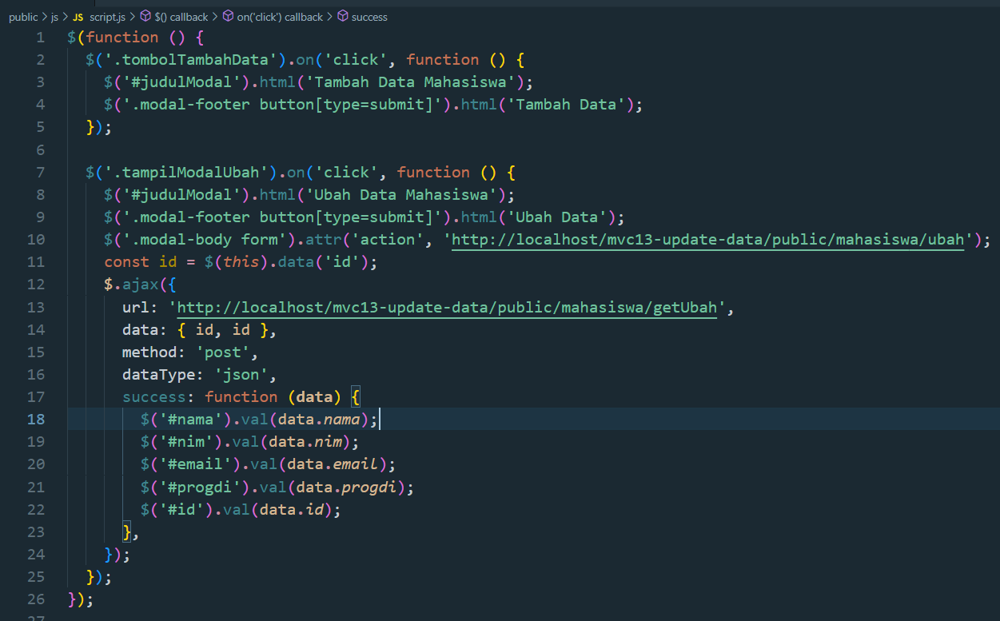 public > js > JS script.js > $() callback > on('click') callback > success
1 $(function () {
2 $('.tombolTambahData').on('click', function () {
3 $('#judulModal').html('Tambah Data Mahasiswa');
4 $('.modal-footer button[type=submit]').html('Tambah Data');
5 });
6
7 $('.tampilModalUbah').on('click', function () {
8 $('#judulModal').html('Ubah Data Mahasiswa');
9 $('.modal-footer button[type=submit]').html('Ubah Data');
10 $('.modal-body form').attr('action', 'http://localhost/mvc13-update-data/public/mahasiswa/ubah');
11 const id = $(this).data('id');
12 $.ajax({
13 url: 'http://localhost/mvc13-update-data/public/mahasiswa/getUbah',
14 data: { id, id },
15 method: 'post',
16 dataType: 'json',
17 success: function (data) {
18 $('#nama').val(data.nama);
19 $('#nim').val(data.nim);
20 $('#email').val(data.email);
21 $('#progdi').val(data.progdi);
22 $('#id').val(data.id);
23 },
24 });
25 });
26 });
27